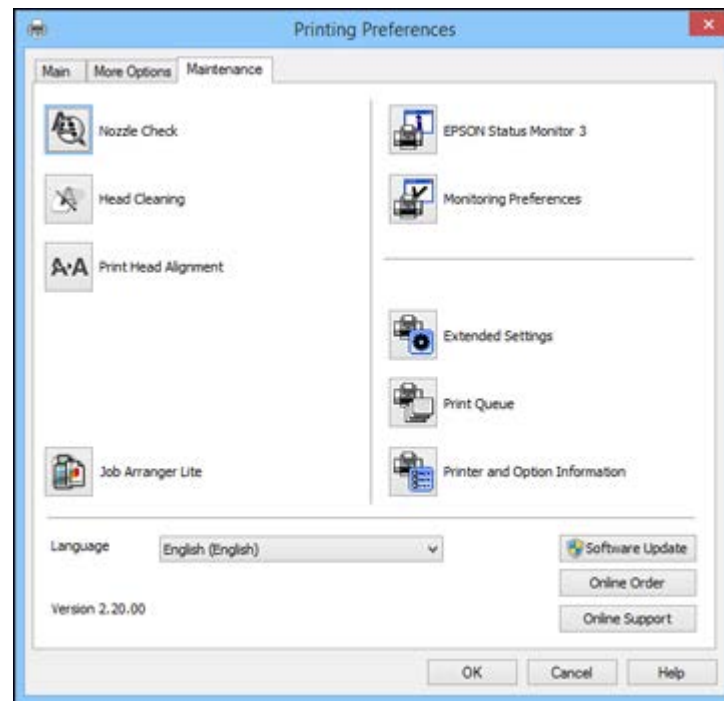 Printing Preferences
Main
More Options
Maintenance
Nozzle Check
Head Cleaning
A·A Print Head Alignment
Job Arranger Lite
EPSON Status Monitor 3
Monitoring Preferences
Extended Settings
Print Queue
Printer and Option Information
Language
English (English)
Version 2.20.00
Software Update
Online Order
Online Support
OK
Cancel
Help